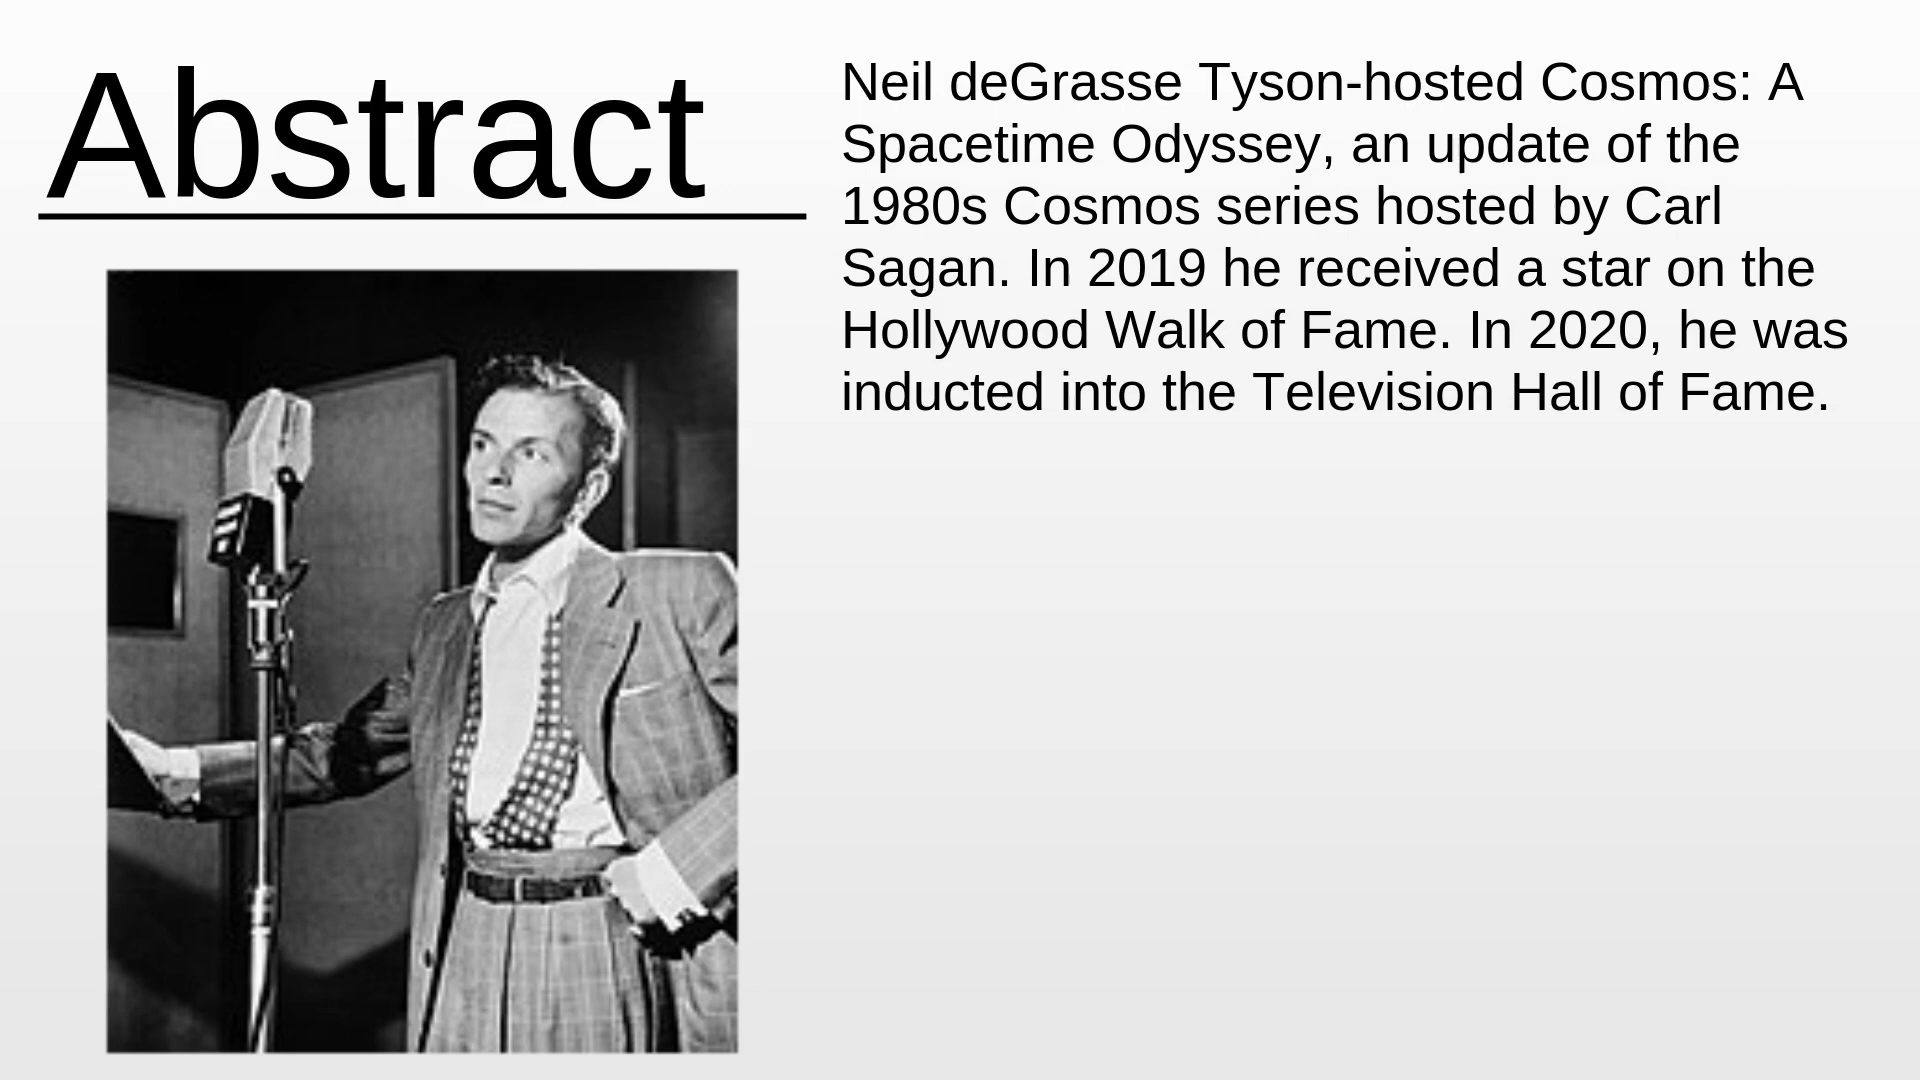 Abstract
Neil deGrasse Tyson-hosted Cosmos: A
Spacetime Odyssey, an update of the
1980s Cosmos series hosted by Carl
Sagan. In 2019 he received a star on the
Hollywood Walk of Fame. In 2020, he was
inducted into the Television Hall of Fame.